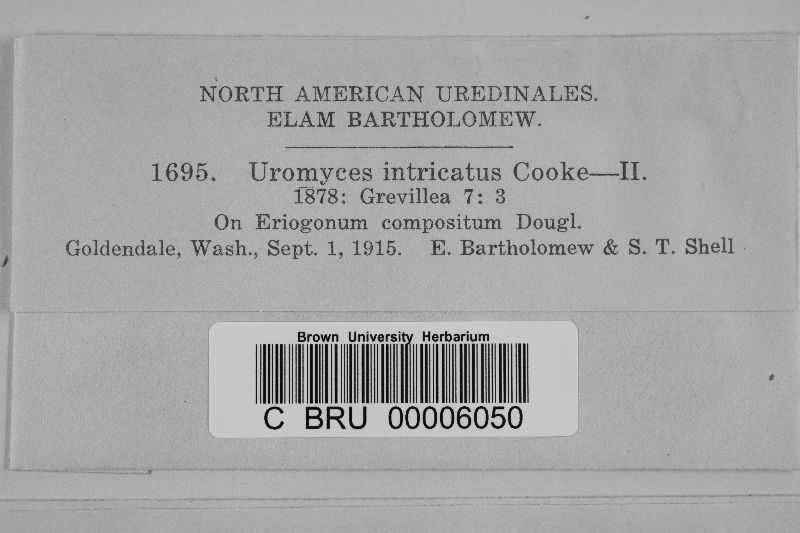 NORTH AMERICAN UREDINALES.
ELAM BARTHOLOMEW.
1695. Uromyces intricatus Cooke—II.
1878: Grevillea 7: 3
On Eriogonum compositum Dougl.
Goldendale, Wash., Sept. 1, 1915. E. Bartholomew & S. T. Shell
Brown University Herbarium
C BRU 00006050